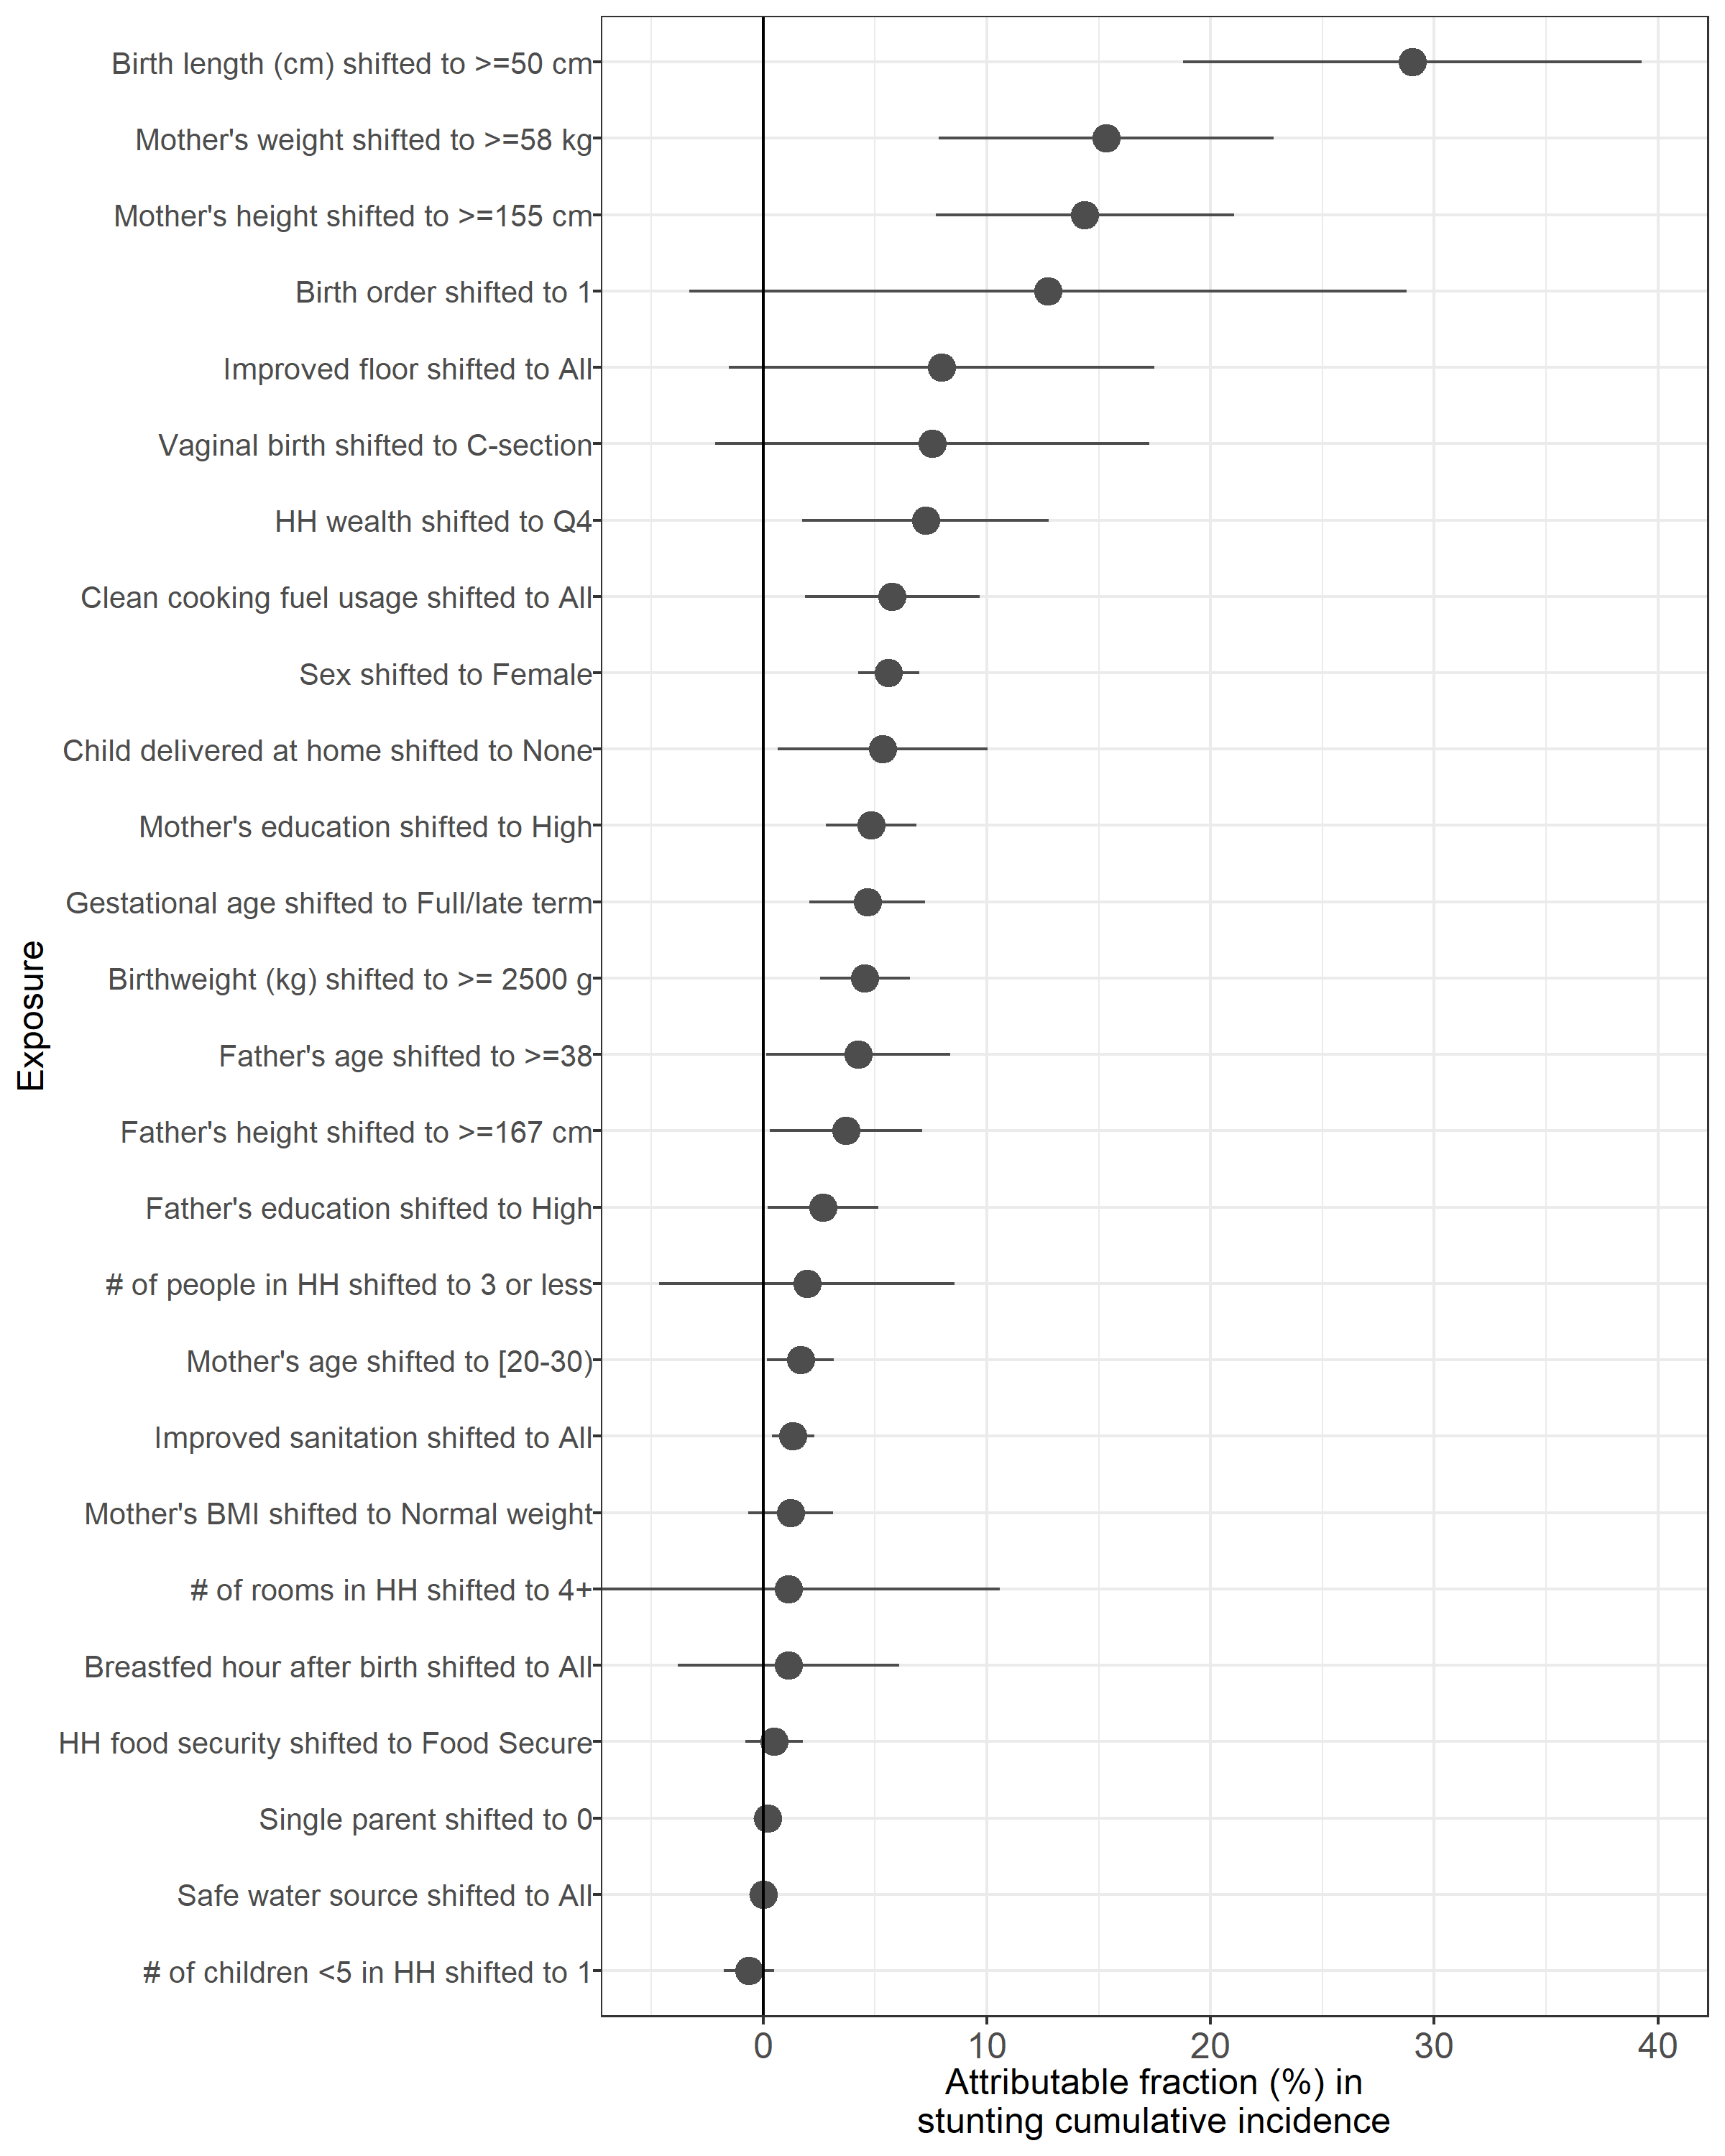 Birth length (cm) shifted to >=50 cm
Mother's weight shifted to >=58 kg
Mother's height shifted to >=155 cm
Birth order shifted to 1
Improved floor shifted to All
Vaginal birth shifted to C-section
HH wealth shifted to Q4
Clean cooking fuel usage shifted to All
Sex shifted to Female
Child delivered at home shifted to None
Mother's education shifted to High
Gestational age shifted to Full/late term
Birthweight (kg) shifted to >= 2500 g
Father's age shifted to >=38
Father's height shifted to >=167 cm
Father's education shifted to High
# of people in HH shifted to 3 or less
Mother's age shifted to [20-30)
Improved sanitation shifted to All
Mother's BMI shifted to Normal weight
# of rooms in HH shifted to 4+
Breastfed hour after birth shifted to All
HH food security shifted to Food Secure
Single parent shifted to 0
Safe water source shifted to All
# of children <5 in HH shifted to 1
Exposure
0 10 20 30 40
Attributable fraction (%) in
stunting cumulative incidence